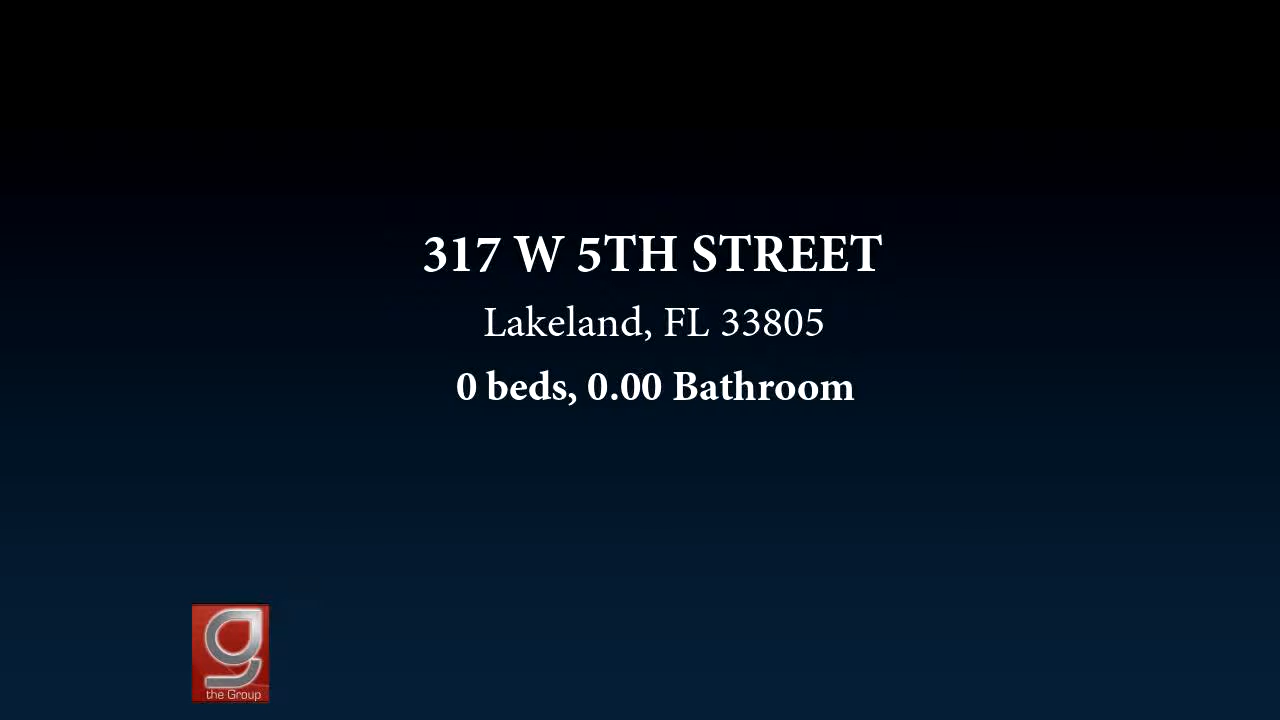 317 W 5TH STREET
Lakeland, FL 33805
0 beds, 0.00 Bathroom
g
the Group